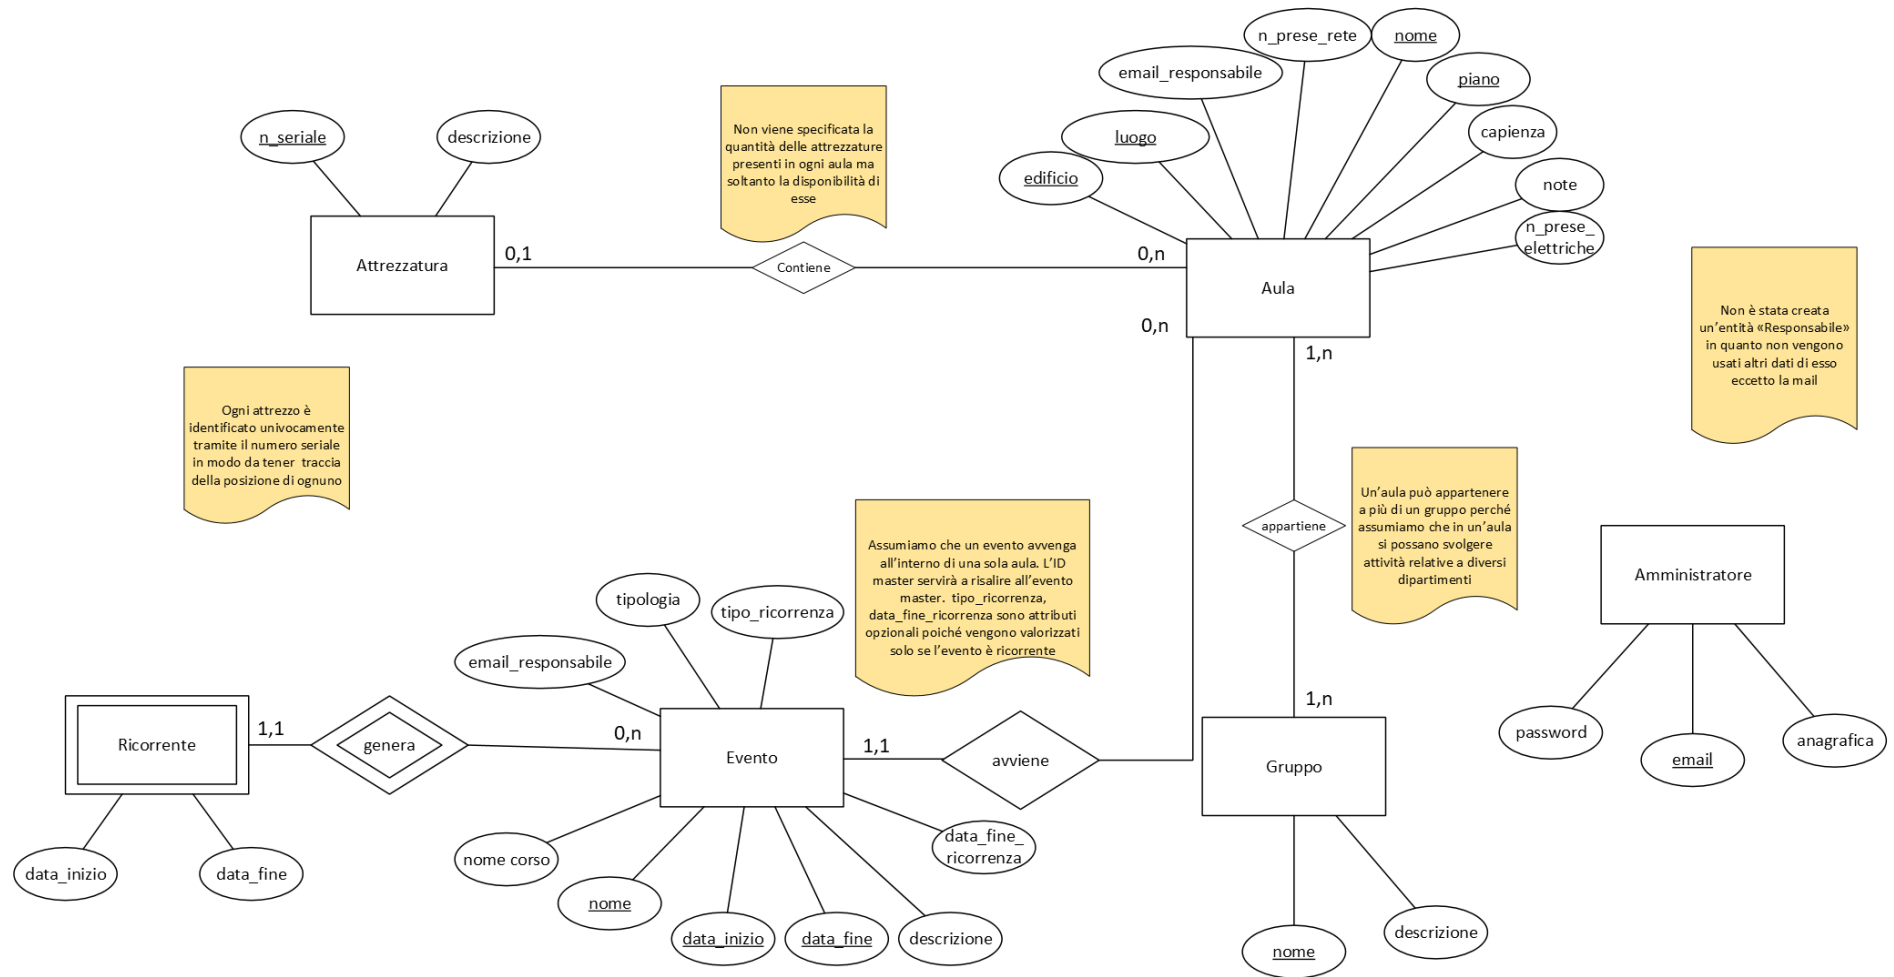 n_prese_rete
nome
email_responsabile
piano
n_seriale
descrizione
luogo
capienza
edificio
note
n_prese_
elettriche
Non viene specificata la
quantità delle attrezzature
presenti in ogni aula ma
soltanto la disponibilità di
esse
Attrezzatura
0,1
Contiene
0,n
Aula
0,n
1,n
Non è stata creata
un'entità «Responsabile»
in quanto non vengono
usati altri dati di esso
eccetto la mail
Ogni attrezzo è
identificato univocamente
tramite il numero seriale
in modo da tener traccia
della posizione di ognuno
appartiene
Un'aula può appartenere
a più di un gruppo perché
assumiamo che in un'aula
si possano svolgere
attività relative a diversi
dipartimenti
Assumiamo che un evento avvenga
all'interno di una sola aula. L'ID
master servirà a risalire all'evento
master. tipo_ricorrenza,
data_fine_ricorrenza sono attributi
opzionali poiché vengono valorizzati
solo se l'evento è ricorrente
Amministratore
tipologia
tipo_ricorrenza
email_responsabile
1,n
password
email
anagrafica
Ricorrente
1,1
genera
0,n
Evento
1,1
avviene
Gruppo
data_inizio
data_fine
nome corso
data_fine_
ricorrenza
nome
data_inizio
data_fine
descrizione
nome
descrizione